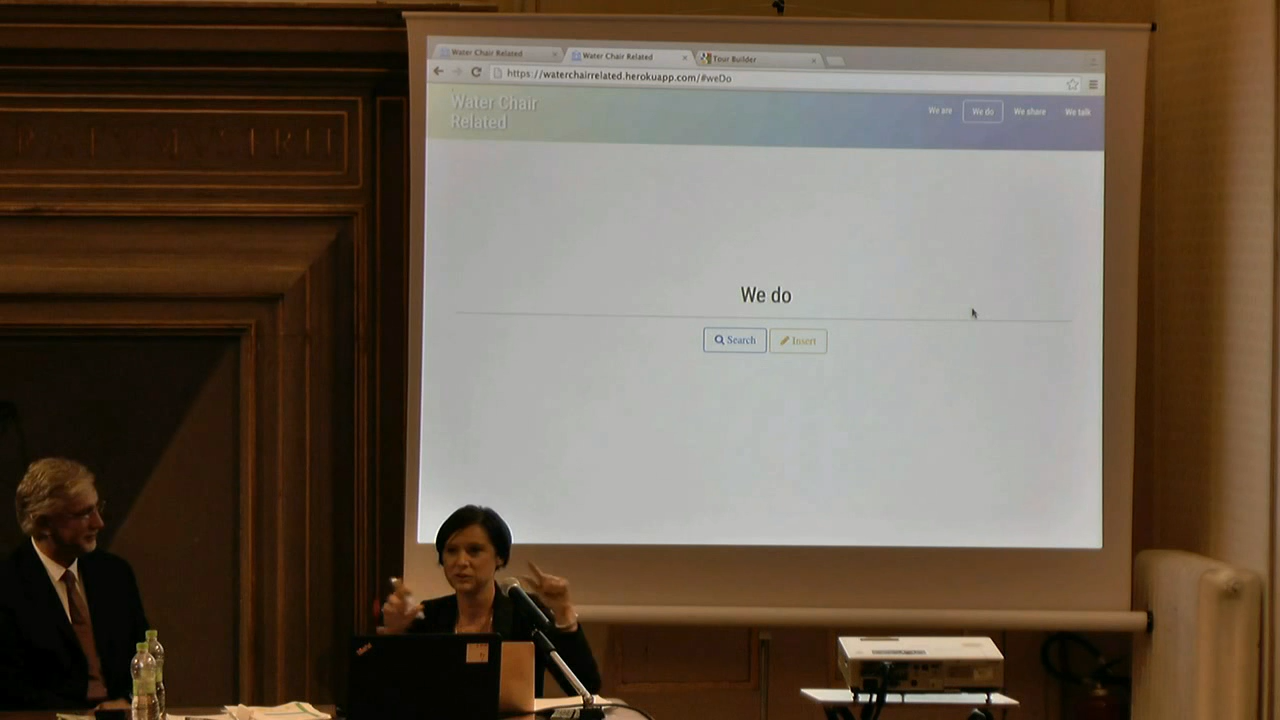 Water Chair Related
Water Chair Related
Tour Builder
https://waterchairrelated.herokuapp.com/#weDo
Water Chair
Related
We are
We do
We share
We talk
We do
Search
Insert